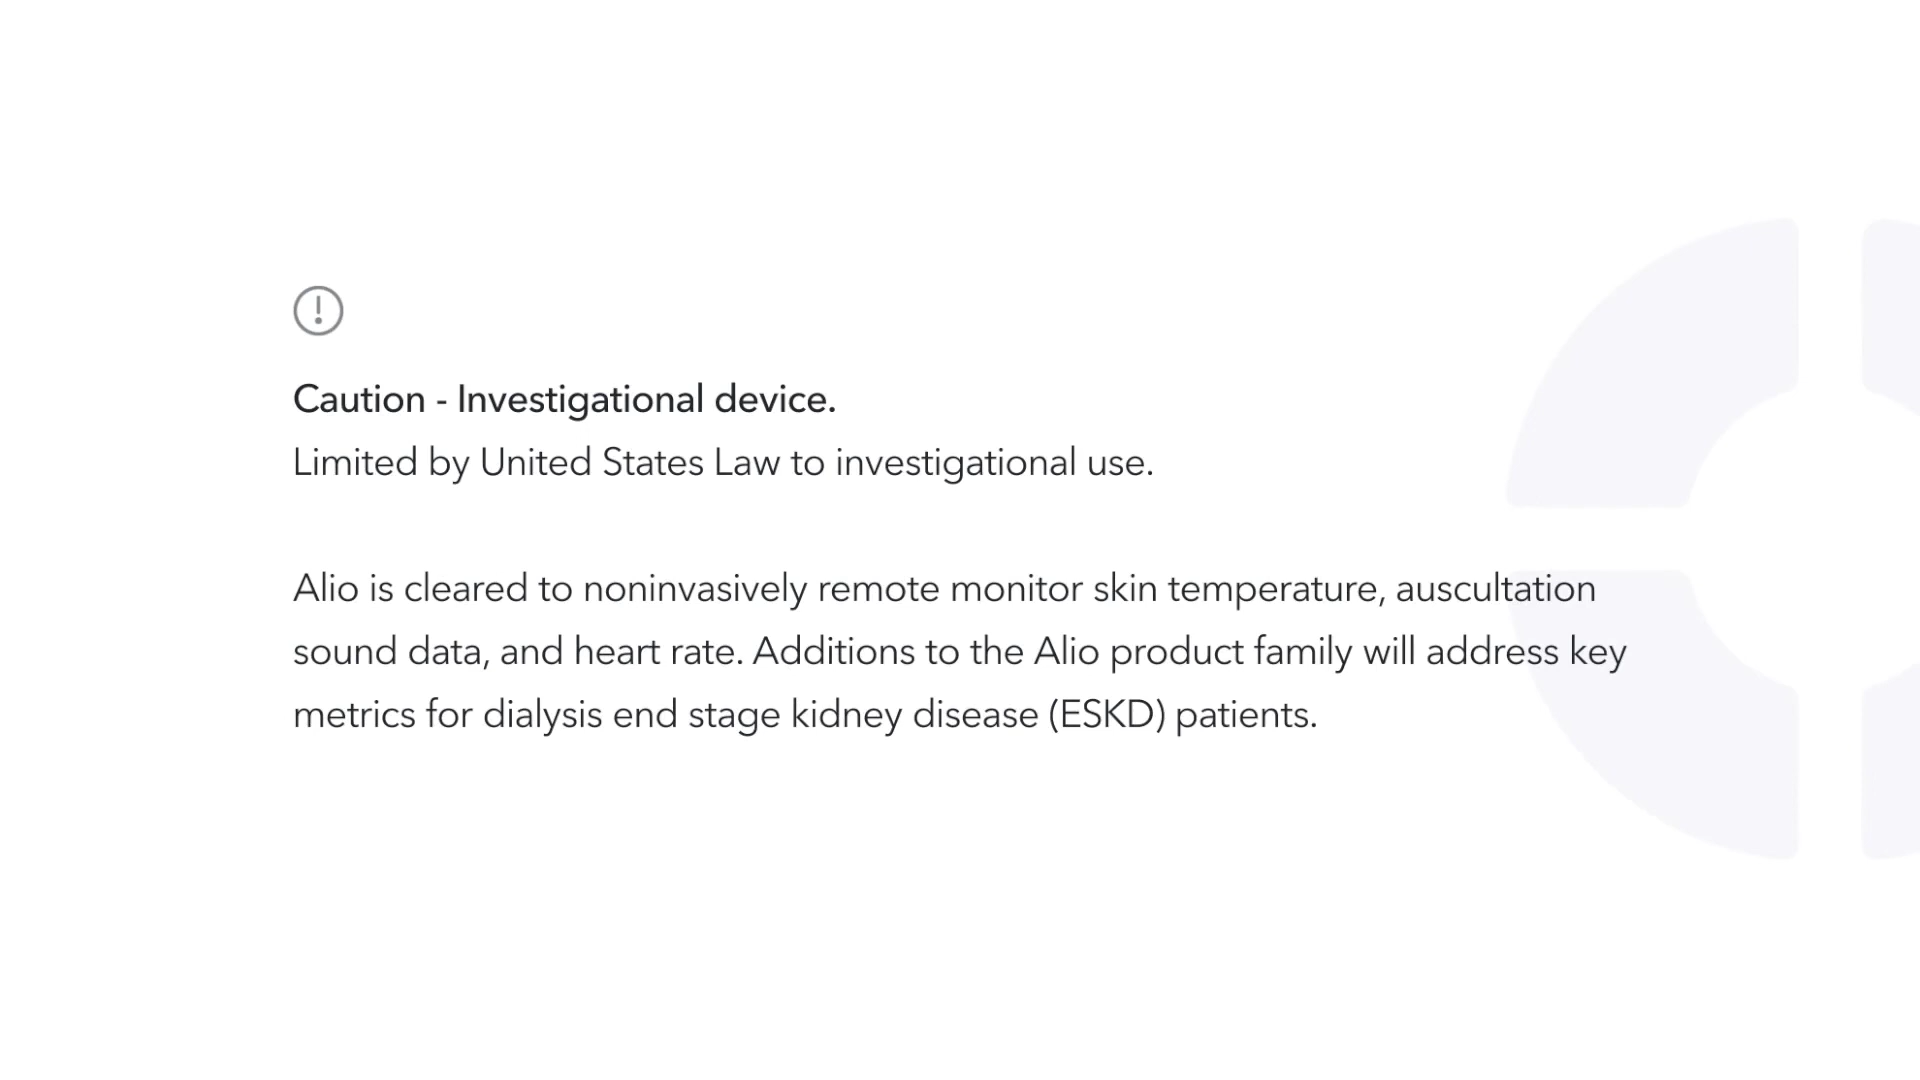 Caution - Investigational device.
Limited by United States Law to investigational use.
Alio is cleared to noninvasively remote monitor skin temperature, auscultation
sound data, and heart rate. Additions to the Alio product family will address key
metrics for dialysis end stage kidney disease (ESKD) patients.